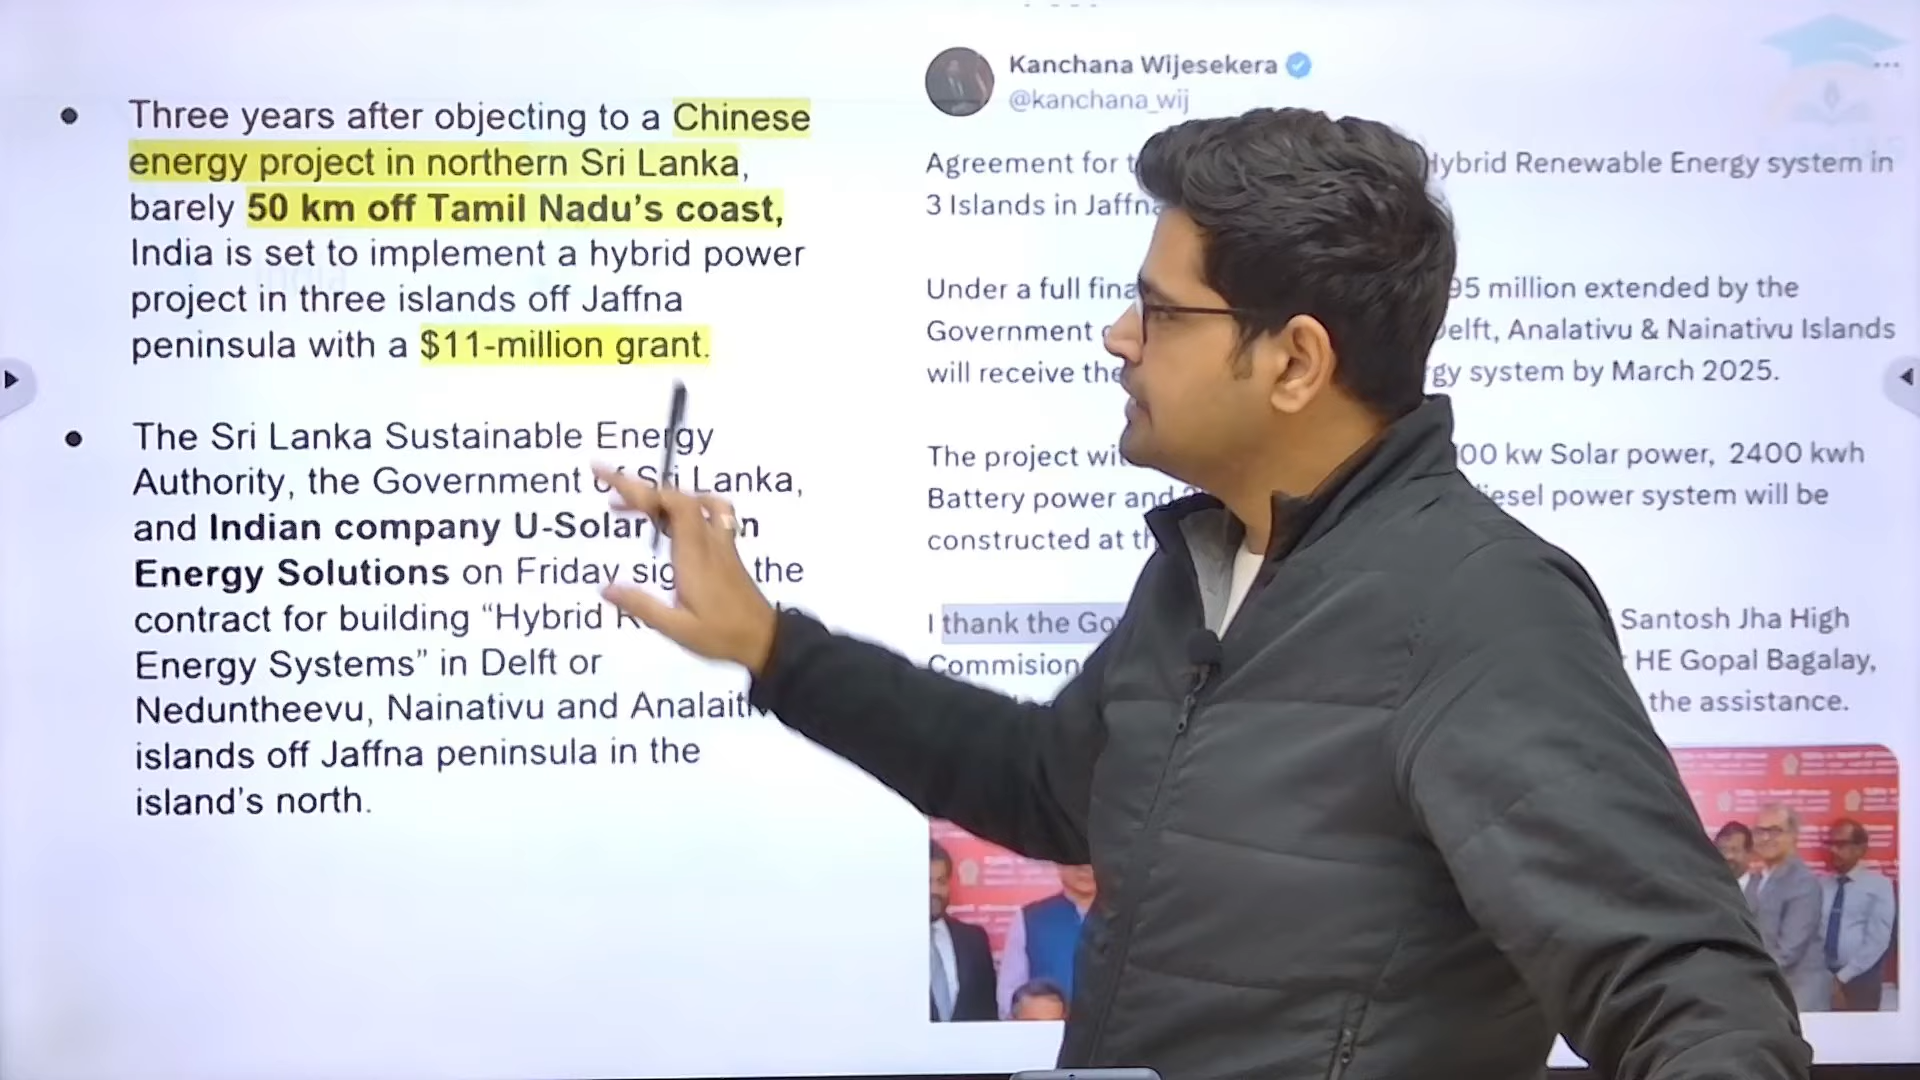 Three years after objecting to a Chinese
energy project in northern Sri Lanka,
barely 50 km off Tamil Nadu's coast,
India is set to implement a hybrid power
project in three islands off Jaffna
peninsula with a $11-million grant.
The Sri Lanka Sustainable Energy
Authority, the Government of Sri Lanka,
and Indian company U-Solar
Energy Solutions on Friday the
contract for building “Hybrid
Energy Systems” in Delft or
Neduntheevu, Nainativu and
islands off Jaffna peninsula in the
island's north.
Kanchana Wijesekera
@kanchana_wij
Agreement for Hybrid Renewable Energy system in
3 Islands in
Under a full 95 million extended by the
Government Delft, Analativu & Nainativu Islands
will receive the system by March 2025.
The project kw Solar power, 2400 kwh
Battery power and power system will be
constructed at
I thank the Santosh Jha High
HE Gopal Bagalay,
the assistance.